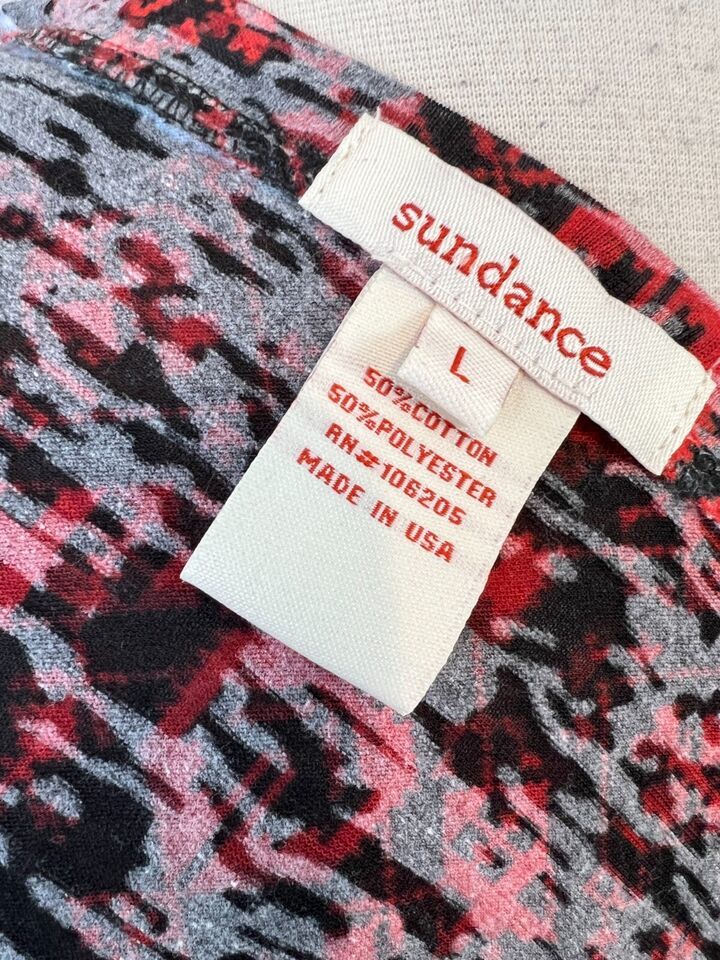 sundance
L
50%COTTON
50%POLYESTER
RN#106205
MADE IN USA